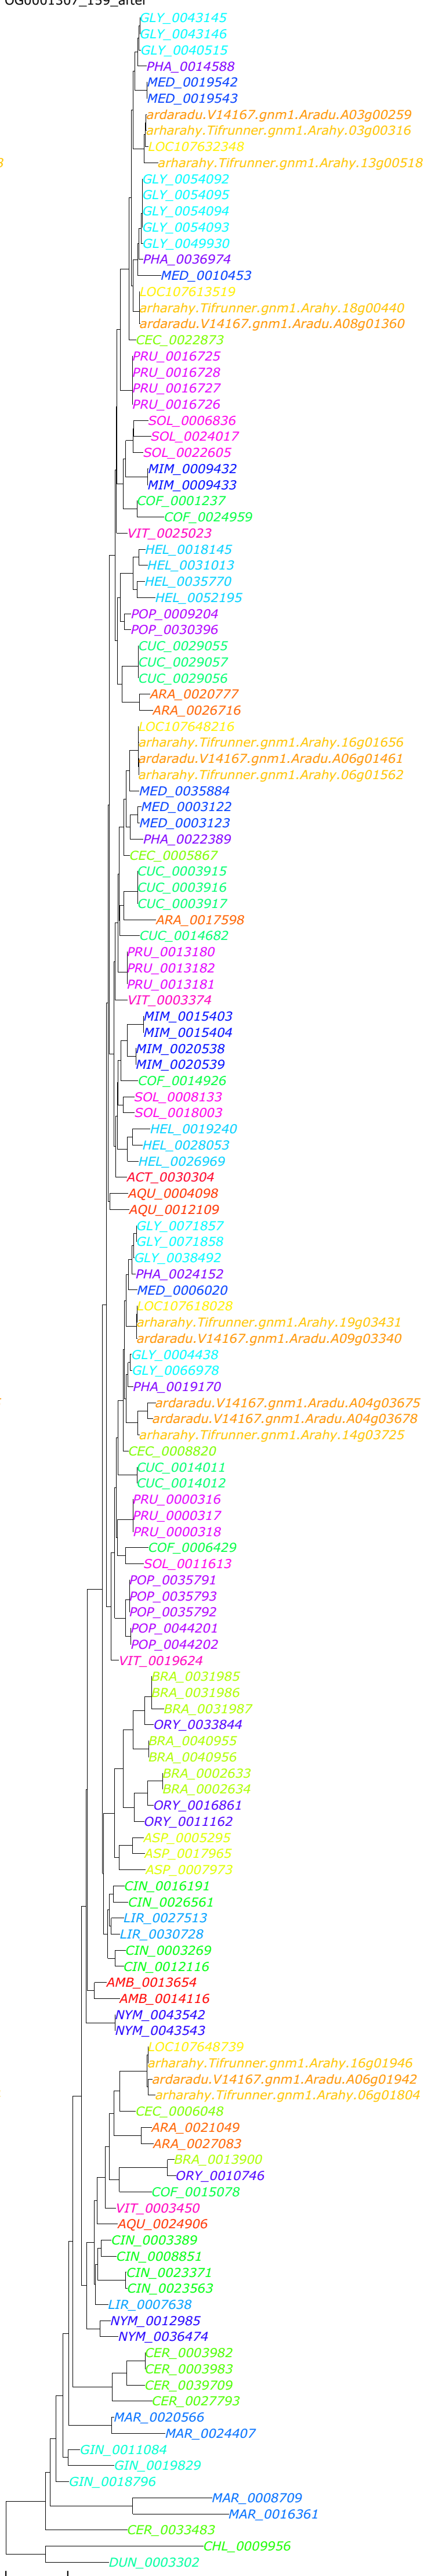 OG0001307_159_after
GLY_0043145
GLY_0043146
GLY_0040515
PHA_0014588
MED_0019542
MED_0019543
ardaradu.V14167.gnm1.Aradu.A03g00259
arharahy.Tifrunner.gnm1.Arahy.03g00316
LOC107632348
arharahy.Tifrunner.gnm1.Arahy.13g00518
GLY_0054092
GLY_0054095
GLY_0054094
GLY_0054093
GLY_0049930
PHA_0036974
MED_0010453
LOC107613519
arharahy.Tifrunner.gnm1.Arahy.18g00440
ardaradu.V14167.gnm1.Aradu.A08g01360
CEC_0022873
PRU_0016725
PRU_0016728
PRU_0016727
PRU_0016726
SOL_0006836
SOL_0024017
SOL_0022605
MIM_0009432
MIM_0009433
COF_0001237
COF_0024959
VIT_0025023
HEL_0018145
HEL_0031013
HEL_0035770
HEL_0052195
POP_0009204
POP_0030396
CUC_0029055
CUC_0029057
CUC_0029056
ARA_0020777
ARA_0026716
LOC107648216
arharahy.Tifrunner.gnm1.Arahy.16g01656
ardaradu.V14167.gnm1.Aradu.A06g01461
arharahy.Tifrunner.gnm1.Arahy.06g01562
MED_0035884
MED_0003122
MED_0003123
PHA_0022389
CEC_0005867
CUC_0003915
CUC_0003916
CUC_0003917
ARA_0017598
CUC_0014682
PRU_0013180
PRU_0013182
PRU_0013181
VIT_0003374
MIM_0015403
MIM_0015404
MIM_0020538
MIM_0020539
COF_0014926
SOL_0008133
SOL_0018003
HEL_0019240
HEL_0028053
HEL_0026969
ACT_0030304
AQU_0004098
AQU_0012109
GLY_0071857
GLY_0071858
GLY_0038492
PHA_0024152
MED_0006020
LOC107618028
arharahy.Tifrunner.gnm1.Arahy.19g03431
ardaradu.V14167.gnm1.Aradu.A09g03340
GLY_0004438
GLY_0066978
PHA_0019170
ardaradu.V14167.gnm1.Aradu.A04g03675
ardaradu.V14167.gnm1.Aradu.A04g03678
arharahy.Tifrunner.gnm1.Arahy.14g03725
CEC_0008820
CUC_0014011
CUC_0014012
PRU_0000316
PRU_0000317
PRU_0000318
COF_0006429
SOL_0011613
POP_0035791
POP_0035793
POP_0035792
POP_0044201
POP_0044202
VIT_0019624
BRA_0031985
BRA_0031986
BRA_0031987
ORY_0033844
BRA_0040955
BRA_0040956
BRA_0002633
BRA_0002634
ORY_0016861
ORY_0011162
ASP_0005295
ASP_0017965
ASP_0007973
CIN_0016191
CIN_0026561
LIR_0027513
LIR_0030728
CIN_0003269
CIN_0012116
AMB_0013654
AMB_0014116
NYM_0043542
NYM_0043543
LOC107648739
arharahy.Tifrunner.gnm1.Arahy.16g01946
ardaradu.V14167.gnm1.Aradu.A06g01942
arharahy.Tifrunner.gnm1.Arahy.06g01804
CEC_0006048
ARA_0021049
ARA_0027083
BRA_0013900
ORY_0010746
COF_0015078
VIT_0003450
AQU_0024906
CIN_0003389
CIN_0008851
CIN_0023371
CIN_0023563
LIR_0007638
NYM_0012985
NYM_0036474
CER_0003982
CER_0003983
CER_0039709
CER_0027793
MAR_0020566
MAR_0024407
GIN_0011084
GIN_0019829
GIN_0018796
MAR_0008709
MAR_0016361
CER_0033483
CHL_0009956
DUN_0003302